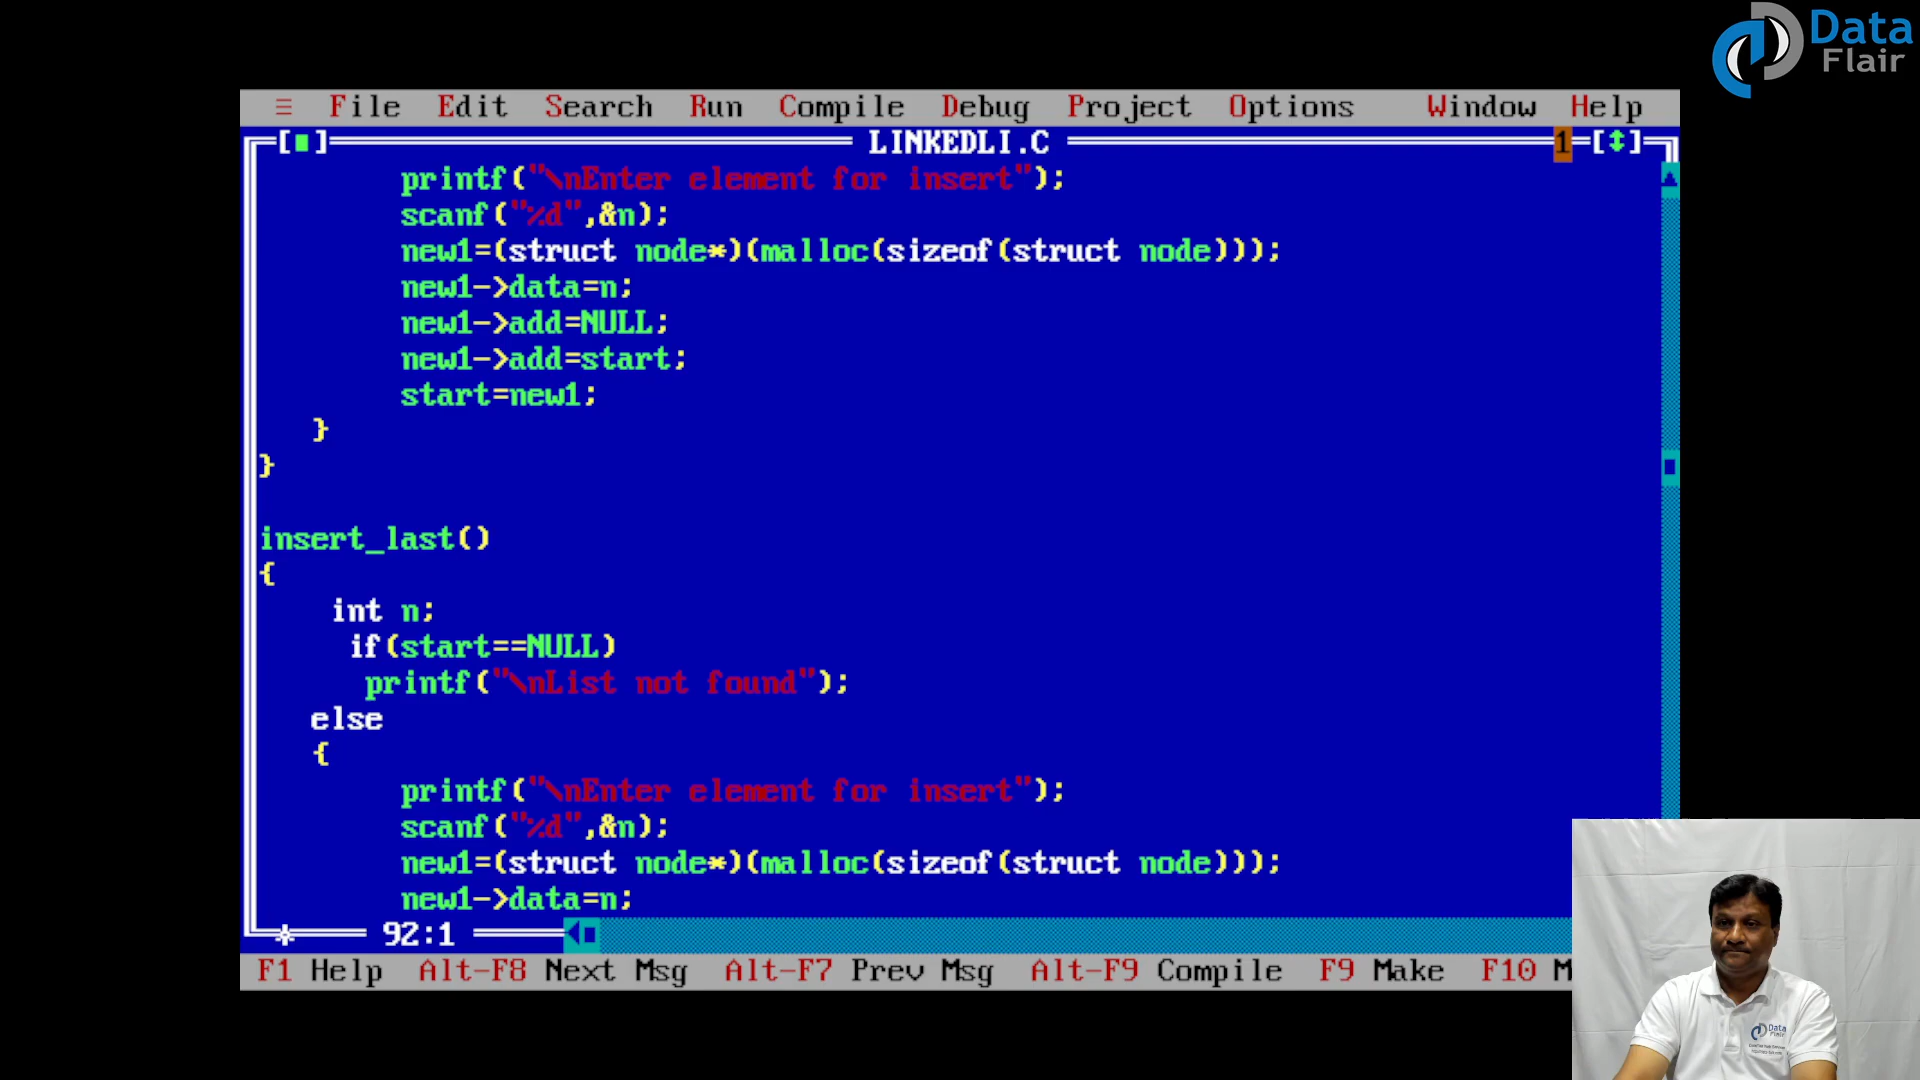 Data
Flair
≡ File Edit Search Run Compile Debug Project Options Window Help
[■] LINKEDLI.C 1 [↕]
printf("\nEnter element for insert");
scanf("%d",&n);
new1=(struct node*)(malloc(sizeof(struct node)));
new1->data=n;
new1->add=NULL;
new1->add=start;
start=new1;
}
}
insert_last()
{
int n;
if(start==NULL)
printf("\nList not found");
else
{
printf("\nEnter element for insert");
scanf("%d",&n);
new1=(struct node*)(malloc(sizeof(struct node)));
new1->data=n;
92:1
F1 Help Alt-F8 Next Msg Alt-F7 Prev Msg Alt-F9 Compile F9 Make F10 M
Data
Flair